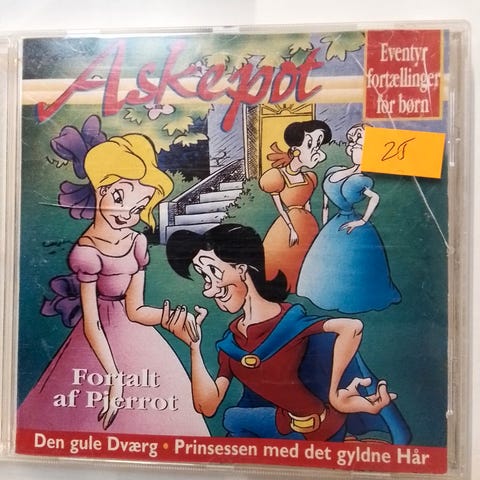 Askepot
Eventyr
fortællinger
for børn
25
Fortalt
af Pjerrot
Den gule Dværg • Prinsessen med det gyldne Hår